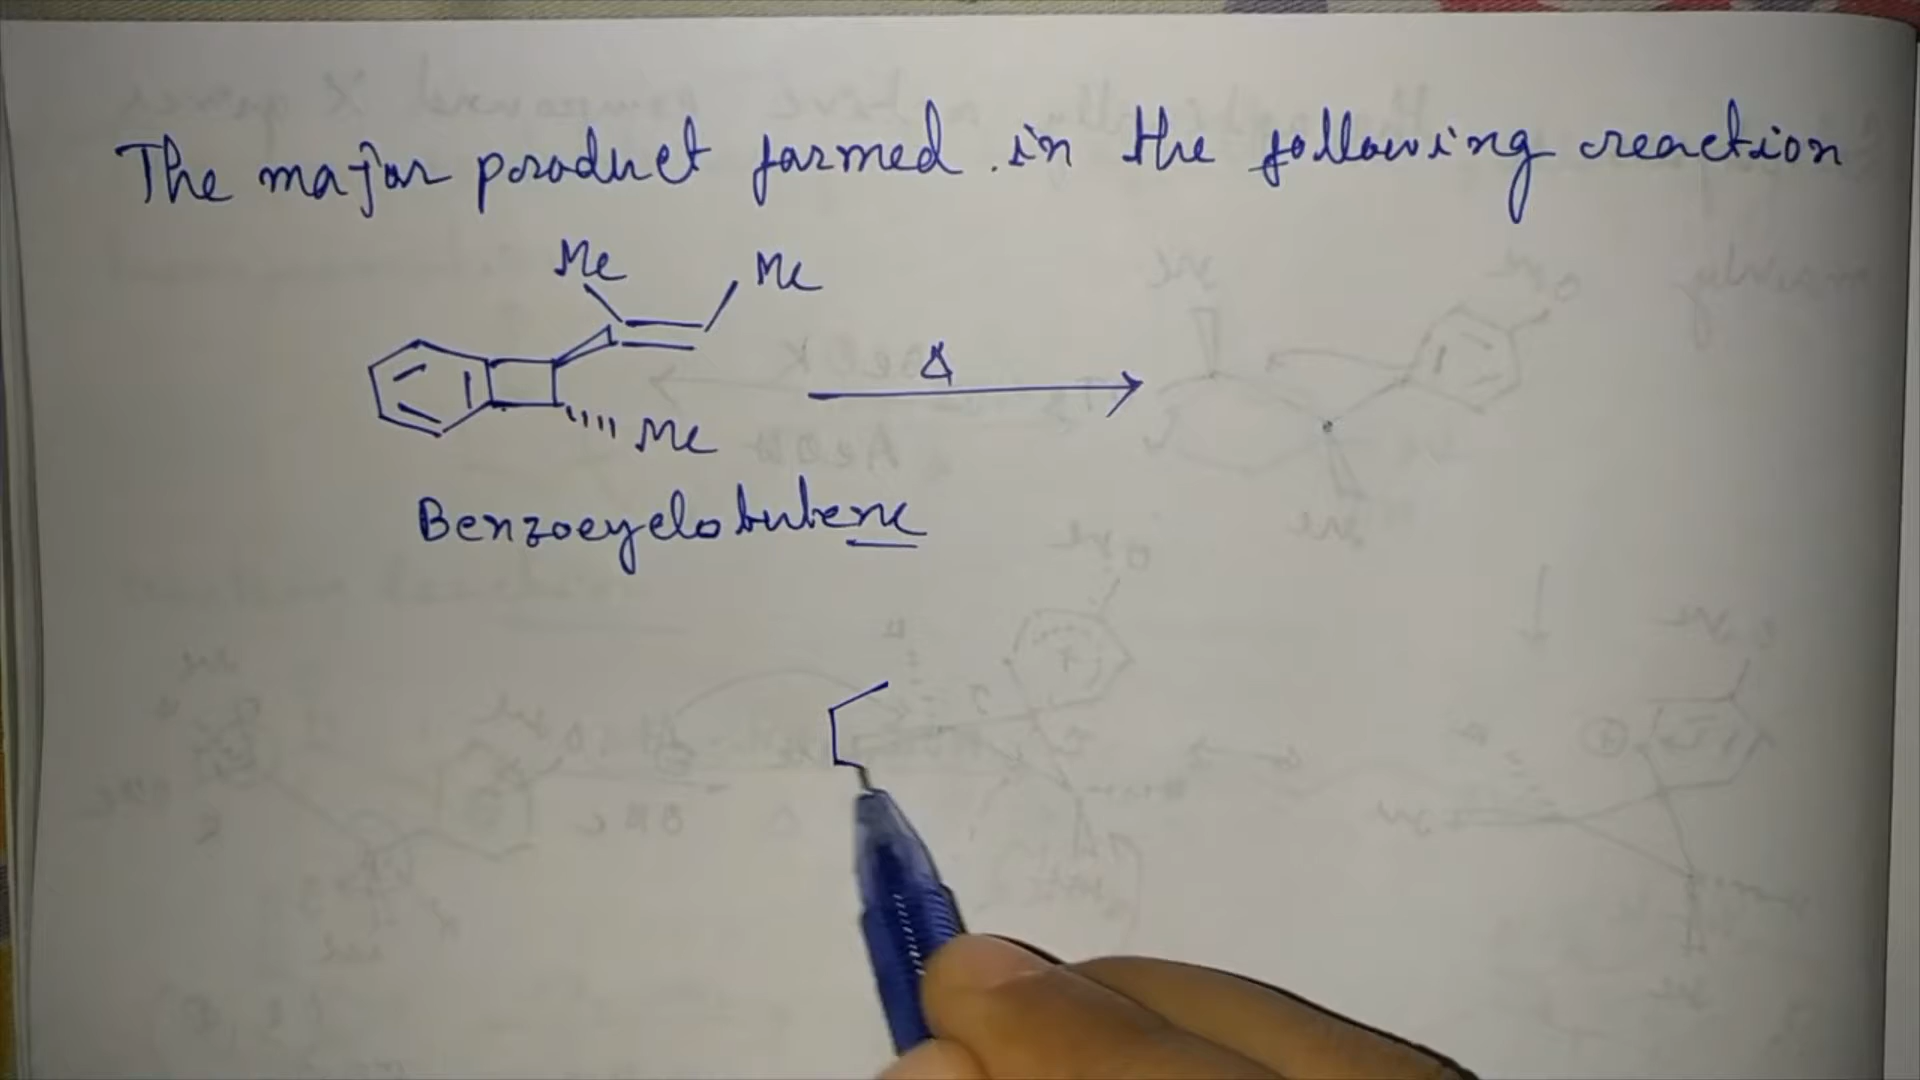 The major product formed in the following reaction
Me Me
Δ
Me
Benzocyclobutene